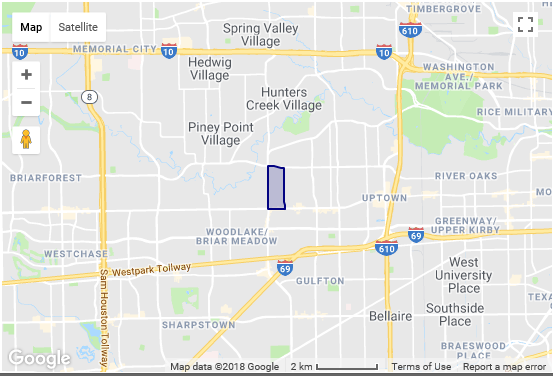 Map Satellite
TIMBERGROVE
Spring Valley
Village
10
MEMORIAL CITY
10
10
610
Hedwig
Village
WASHINGTON
AVE./
MEMORIAL PARK
8
Hunters
Creek Village
RICE MILITARY
Piney Point
Village
BRIARFOREST
RIVER OAKS
UPTOWN
WOODLAKE/
BRIAR MEADOW
GREENWAY/
UPPER KIRBY
69
610
WESTCHASE
Westpark Tollway
69
GULFTON
West
University
Place
Sam Houston Tollway
TEXA
Southside
Place
Bellaire
SHARPSTOWN
BRAESWOOD
PLACE
Google
Map data ©2018 Google 2 km Terms of Use Report a map error